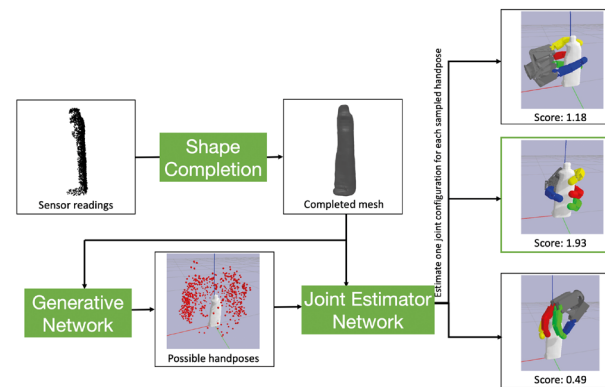 Sensor readings
Shape
Completion
Completed mesh
Generative
Network
Possible handposes
Joint Estimator
Network
Estimate one joint configuration for each sampled handpose
Score: 1.18
Score: 1.93
Score: 0.49